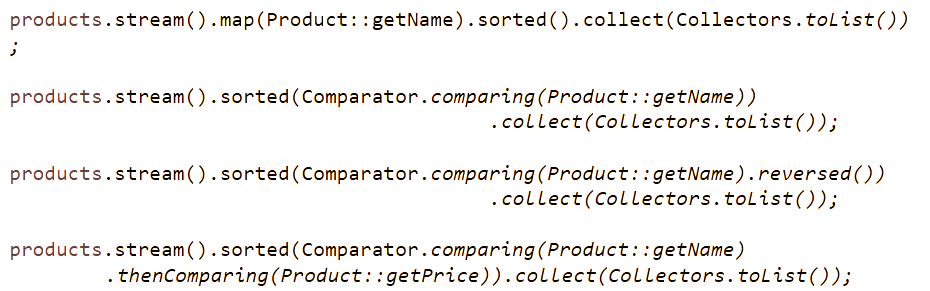 products.stream().map(Product::getName).sorted().collect(Collectors.toList())
;
products.stream().sorted(Comparator.comparing(Product::getName))
.collect(Collectors.toList());
products.stream().sorted(Comparator.comparing(Product::getName).reversed())
.collect(Collectors.toList());
products.stream().sorted(Comparator.comparing(Product::getName)
.thenComparing(Product::getPrice)).collect(Collectors.toList());